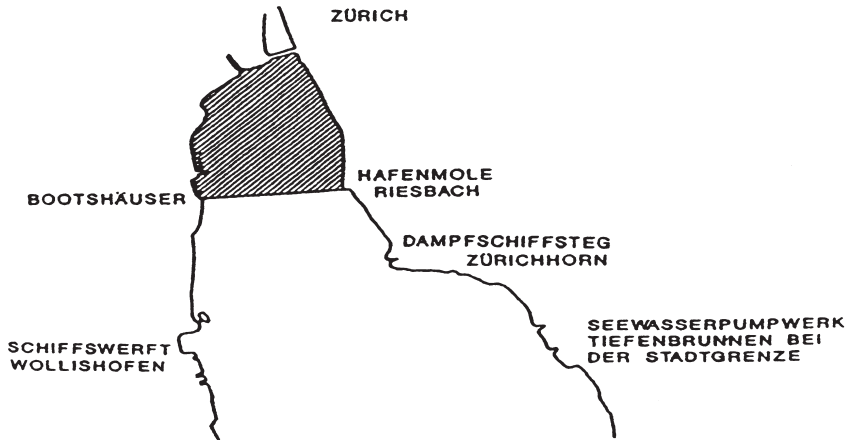 ZÜRICH
HAFENMOLE
RIESBACH
BOOTSHÄUSER
DAMPFSCHIFFSTEG
ZÜRICHHORN
SEEWASSERPUMPWERK
TIEFENBRUNNEN BEI
DER STADTGRENZE
SCHIFFSWERFT
WOLLISHOFEN